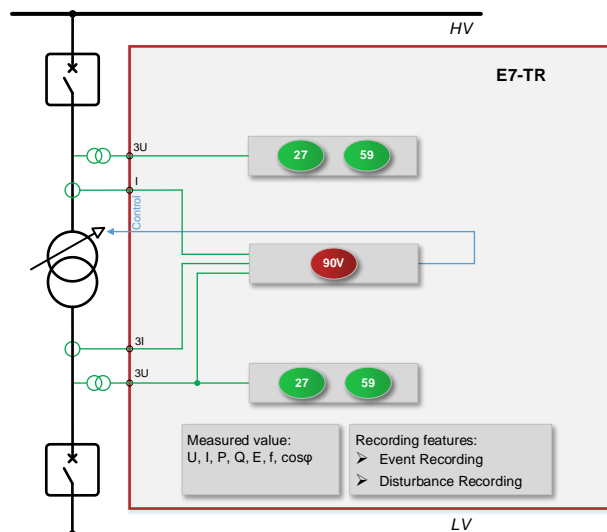 HV
E7-TR
3U
27 59
I
Control
90V
3I
3U
27 59
Measured value:
U, I, P, Q, E, f, cosφ
Recording features:
➢ Event Recording
➢ Disturbance Recording
LV